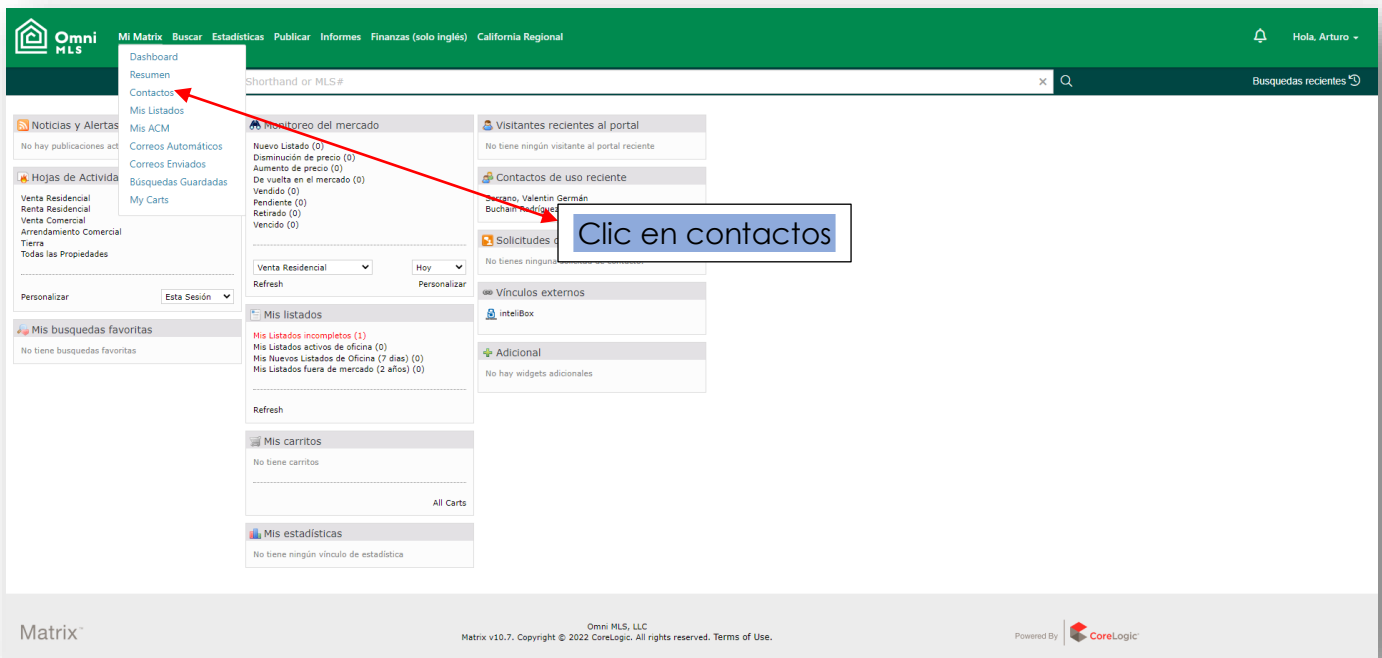 Omni
MLS
Mi Matrix Buscar Estadísticas Publicar Informes Finanzas (solo inglés) California Regional
Hola, Arturo
Dashboard
Resumen
Contactos
Mis Listados
Mis ACM
Correos Automáticos
Correos Enviados
Búsquedas Guardadas
My Carts
Shorthand or MLS#
Busquedas recientes
Noticias y Alertas
No hay publicaciones act
Hojas de Activida
Venta Residencial
Renta Residencial
Venta Comercial
Arrendamiento Comercial
Tierra
Todas las Propiedades
Personalizar
Esta Sesión
Mis busquedas favoritas
No tiene busquedas favoritas
Monitoreo del mercado
Nuevo Listado (0)
Disminución de precio (0)
Aumento de precio (0)
De vuelta en el mercado (0)
Vendido (0)
Pendiente (0)
Retirado (0)
Vencido (0)
Venta Residencial
Hoy
Refresh
Personalizar
Mis listados
Mis Listados incompletos (1)
Mis Listados activos de oficina (0)
Mis Nuevos Listados de Oficina (7 dias) (0)
Mis Listados fuera de mercado (2 años) (0)
Refresh
Mis carritos
No tiene carritos
All Carts
Mis estadísticas
No tiene ningún vínculo de estadística
Visitantes recientes al portal
No tiene ningún visitante al portal reciente
Contactos de uso reciente
Serrano, Valentin Germán
Buchain Rodríguez
Clic en contactos
Solicitudes
No tienes ninguna
Vínculos externos
inteliBox
Adicional
No hay widgets adicionales
Matrix
Omni MLS, LLC
Matrix v10.7. Copyright © 2022 CoreLogic. All rights reserved. Terms of Use.
Powered By
CoreLogic